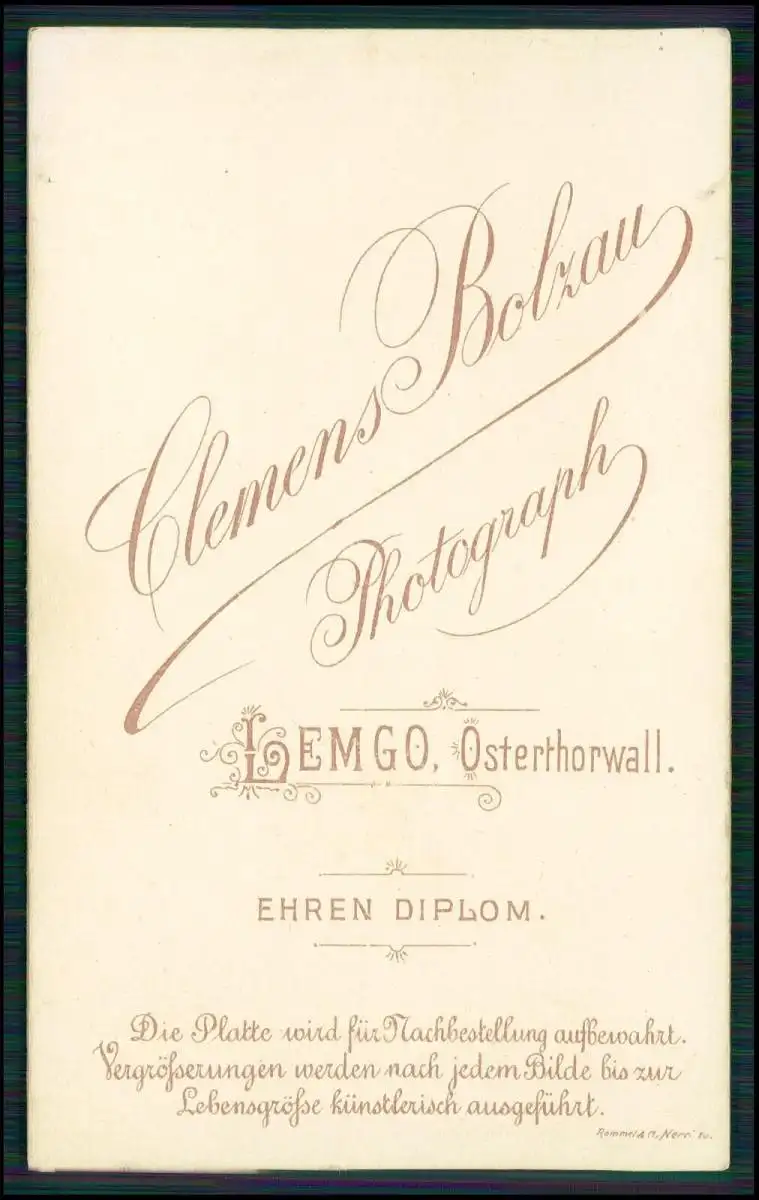 Clemens Bolzau
Photograph
LEMGO, Osterthorwall.
EHREN DIPLOM.
Die Platte wird für Nachbestellung aufbewahrt.
Vergrößerungen werden nach jedem Bilde bis zur
Lebensgröße künstlerisch ausgeführt.
Rommel &